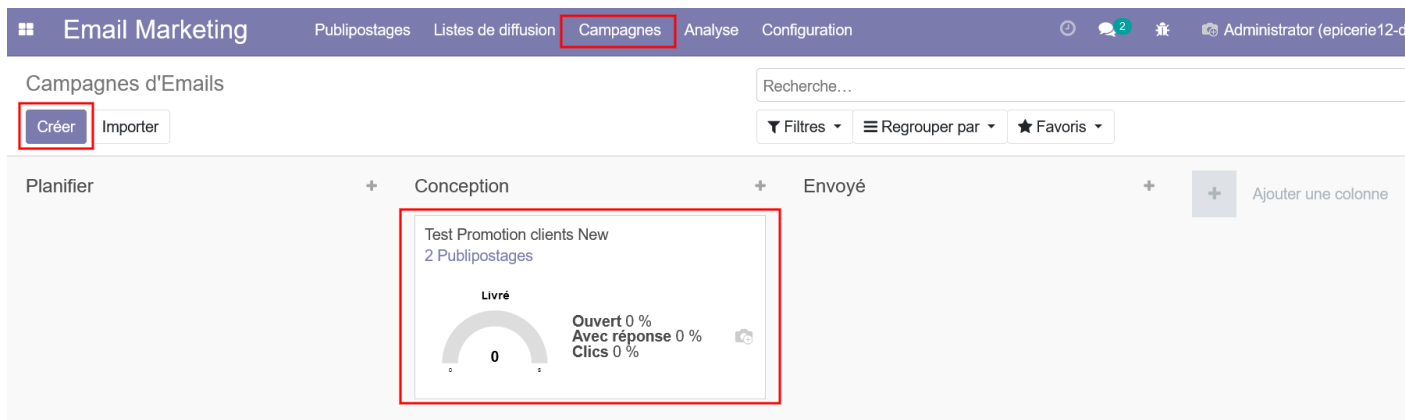 Email Marketing Publipostages Listes de diffusion Campagnes Analyse Configuration 2 Administrator (epicerie12-d
Campagnes d'Emails Recherche...
Créer Importer Filtres Regrouper par Favoris
Planifier + Conception + Envoyé + + Ajouter une colonne
Test Promotion clients New
2 Publipostages
Livré
Ouvert 0 %
Avec réponse 0 %
Clics 0 %
0